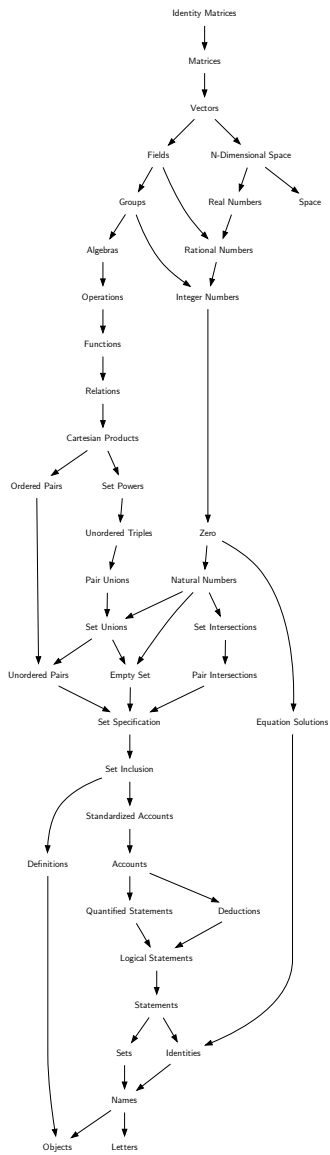 Identity Matrices
Matrices
Vectors
Fields
N-Dimensional Space
Groups
Real Numbers
Space
Algebras
Rational Numbers
Operations
Integer Numbers
Functions
Relations
Cartesian Products
Ordered Pairs
Set Powers
Unordered Triples
Zero
Pair Unions
Natural Numbers
Set Unions
Set Intersections
Unordered Pairs
Empty Set
Pair Intersections
Set Specification
Equation Solutions
Set Inclusion
Standardized Accounts
Definitions
Accounts
Quantified Statements
Deductions
Logical Statements
Statements
Sets
Identities
Names
Objects
Letters